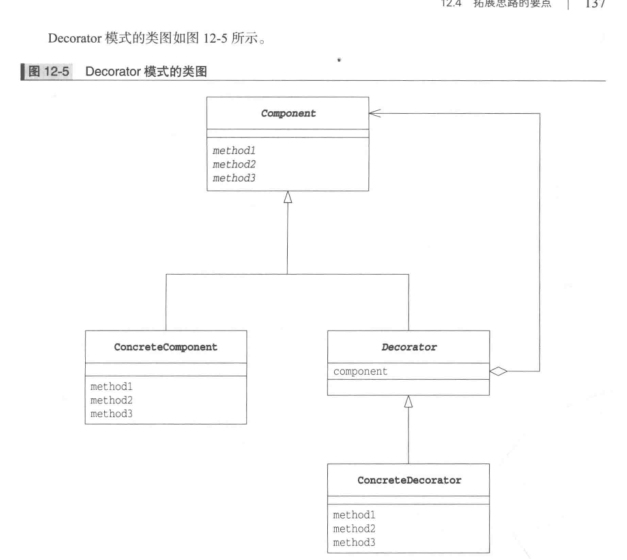 12.4 拓展思路的要点 | 137
Decorator 模式的类图如图 12-5 所示。
图 12-5 Decorator 模式的类图
Component
method1
method2
method3
ConcreteComponent
method1
method2
method3
Decorator
component
ConcreteDecorator
method1
method2
method3